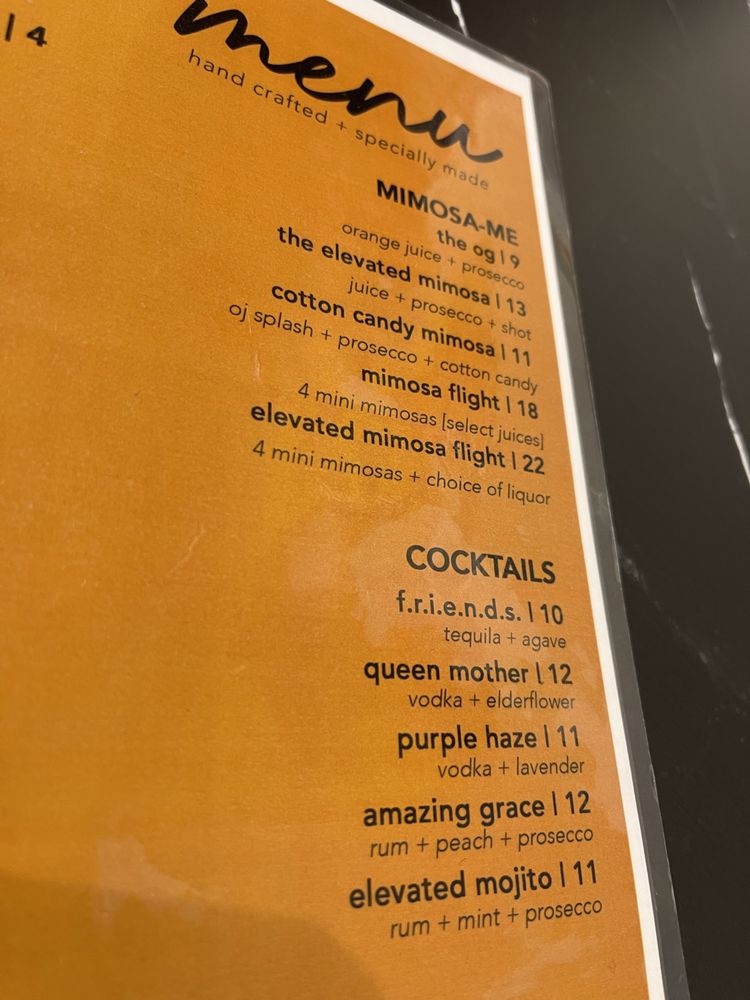 | 4
menu
hand crafted + specially made
MIMOSA-ME
the og | 9
orange juice + prosecco
the elevated mimosa | 13
juice + prosecco + shot
cotton candy mimosa | 11
oj splash + prosecco + cotton candy
mimosa flight | 18
4 mini mimosas [select juices]
elevated mimosa flight | 22
4 mini mimosas + choice of liquor
COCKTAILS
f.r.i.e.n.d.s. | 10
tequila + agave
queen mother | 12
vodka + elderflower
purple haze | 11
vodka + lavender
amazing grace | 12
rum + peach + prosecco
elevated mojito | 11
rum + mint + prosecco